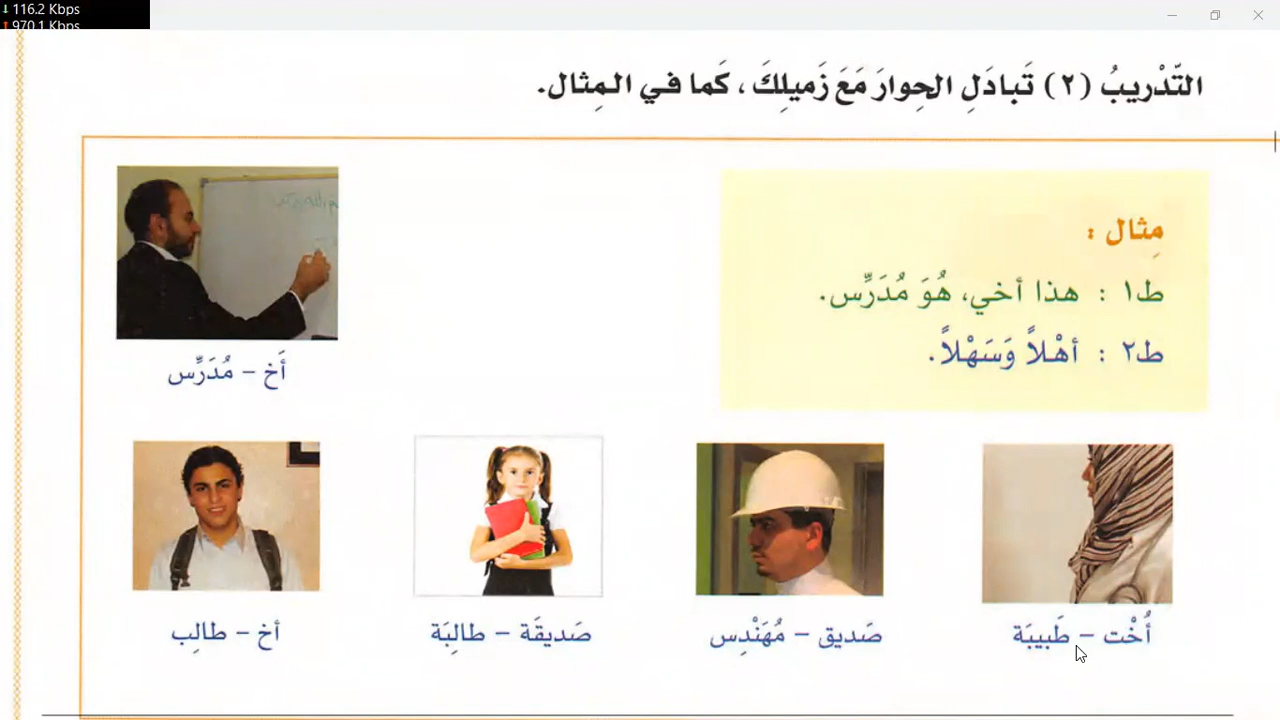 ↓ 116.2 Kbps
↑ 970.1 Kbps
التّدْريبُ (٢) تَبادَلِ الحِوارَ مَعَ زَميلِكَ ، كَما في المِثال.
مِثال :
ط١ : هذا أخي، هُوَ مُدَرِّس.
ط٢ : أهْلاً وَسَهْلاً.
أَخ – مُدَرِّس
أُخْت – طَبيبَة
صَديق – مُهَنْدِس
صَديقَة – طالِبَة
أخ – طالِب